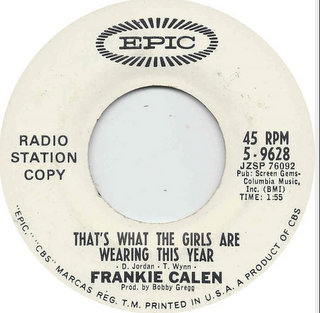 EPIC
RADIO
STATION
COPY
45 RPM
5-9628
JZSP 76092
Pub: Screen Gems-
Columbia Music,
Inc. (BMI)
TIME: 1:55
THAT'S WHAT THE GIRLS ARE
WEARING THIS YEAR
- D. Jordan - T. Wynn -
FRANKIE CALEN
Prod. by Bobby Gregg
"EPIC," "CBS" MARCAS REG. T.M. PRINTED IN U.S.A. A PRODUCT OF CBS